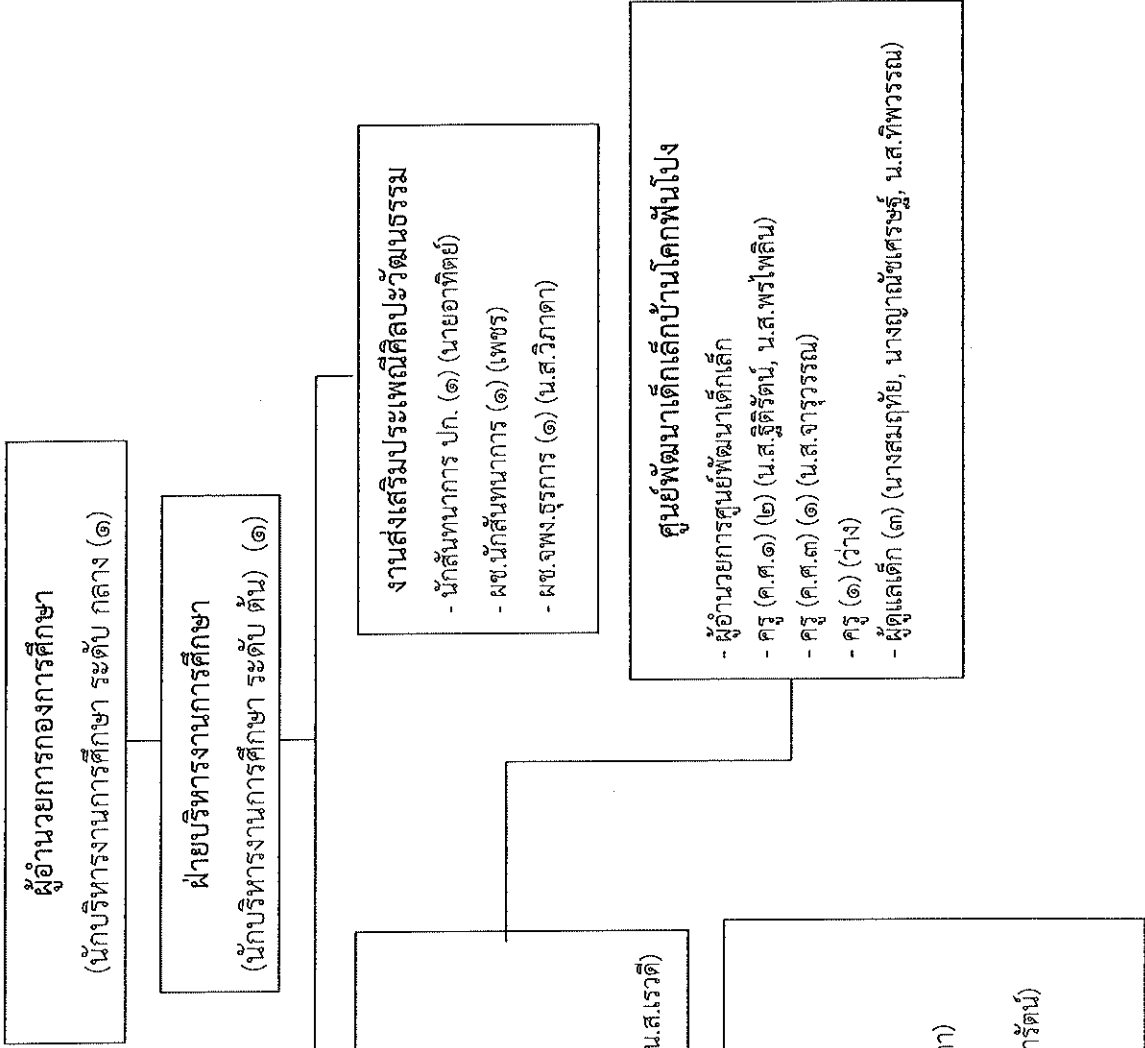 ผู้อำนวยการกองการศึกษา
(นักบริหารงานการศึกษา ระดับ กลาง (๑)
ฝ่ายบริหารงานการศึกษา
(นักบริหารงานการศึกษา ระดับ ต้น) (๑)
งานส่งเสริมประเพณีศิลปะวัฒนธรรม
- นักสันทนาการ ปก. (๑) (นายอาทิตย์)
- ผช.นักสันทนาการ (๑) (เพชร)
- ผช.จพง.ธุรการ (๑) (น.ส.วิภาดา)
น.ส.เรวดี)
ศูนย์พัฒนาเด็กเล็กบ้านโคกฟันโปง
- ผู้อำนวยการศูนย์พัฒนาเด็กเล็ก
- ครู (ค.ศ.๑) (๒) (น.ส.ฐิติรัตน์, น.ส.พรไพลิน)
- ครู (ค.ศ.๓) (๑) (น.ส.จารุวรรณ)
- ครู (๑) (ว่าง)
- ผู้ดูแลเด็ก (๓) (นางสมฤทัย, นางญาณัชเศรษฐ์, น.ส.ทิพวรรณ)